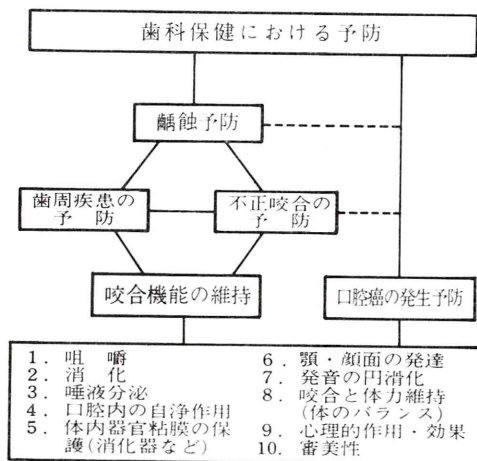 歯科保健における予防
齲蝕予防
歯周疾患の
予 防
不正咬合の
予 防
咬合機能の維持
口腔癌の発生予防
1. 咀 嚼
2. 消 化
3. 唾液分泌
4. 口腔内の自浄作用
5. 体内器官粘膜の保
護(消化器など)
6. 顎・顔面の発達
7. 発音の円滑化
8. 咬合と体力維持
(体のバランス)
9. 心理的作用・効果
10. 審美性